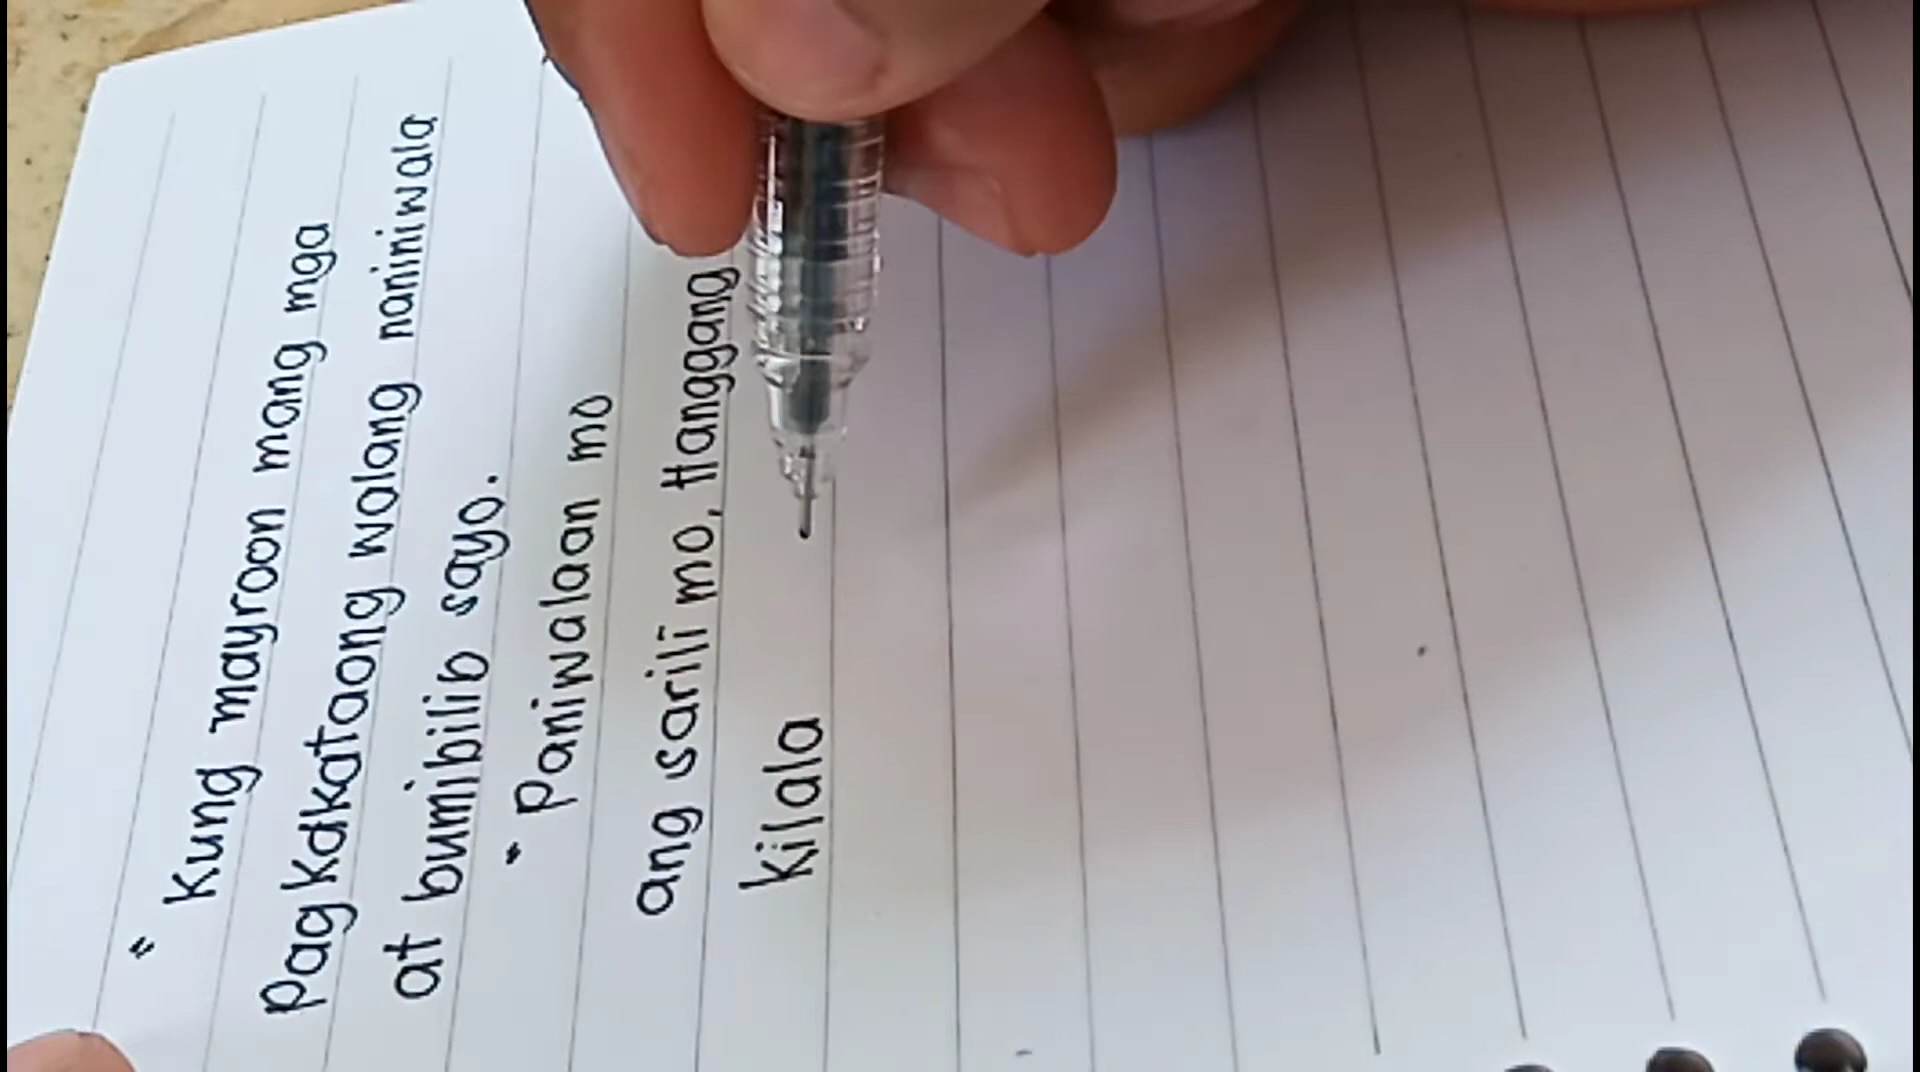 " Kung mayroon mang mga
Pagkakataong walang naniniwala
at bumibilib sayo.
" Paniwalaan mo
ang sarili mo, Hanggang
Kilala